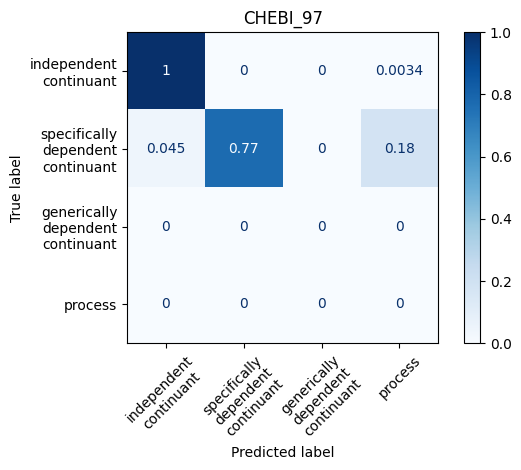 CHEBI_97
True label
independent
continuant
1 0 0 0.0034
specifically
dependent
continuant
0.045 0.77 0 0.18
generically
dependent
continuant
0 0 0 0
process
0 0 0 0
independent
continuant
specifically
dependent
continuant
generically
dependent
continuant
process
Predicted label
1.0
0.8
0.6
0.4
0.2
0.0